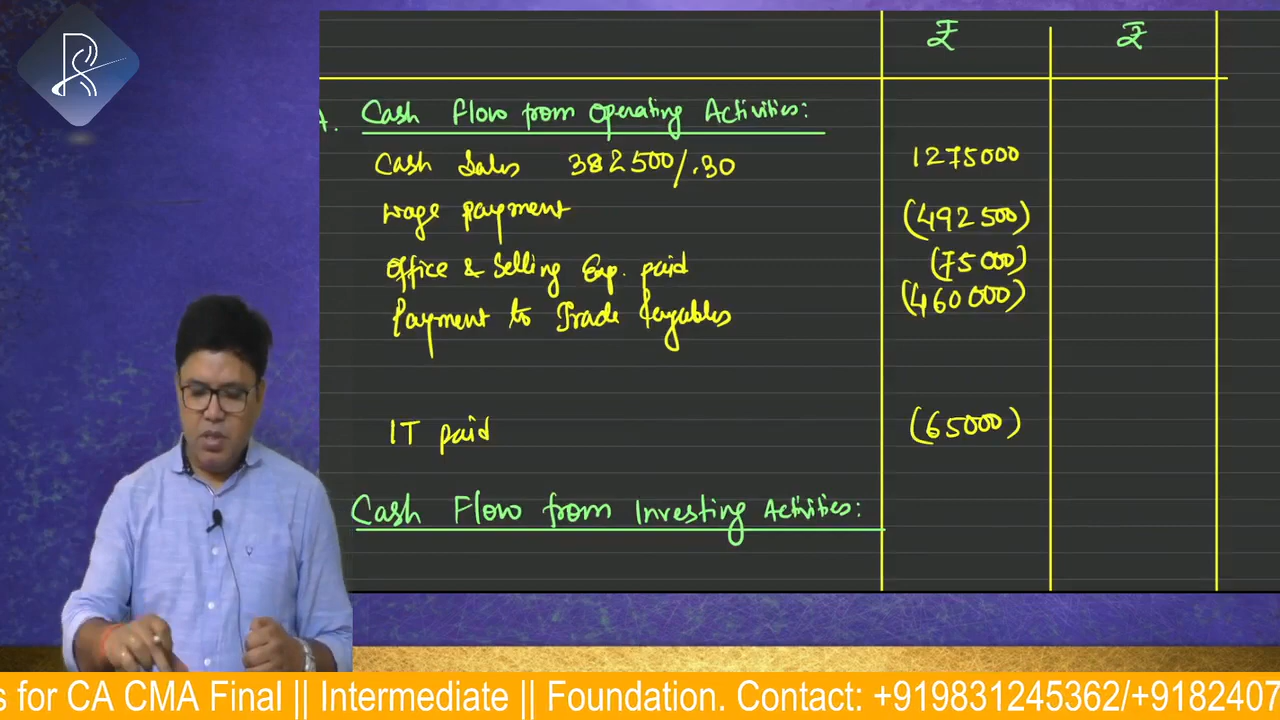 ₹ ₹
A. Cash Flow from Operating Activities:
Cash Sales 382500/.30 1275000
Wage payment (492500)
Office & Selling Exp. paid (75000)
Payment to Trade Payables (460000)
IT paid (65000)
Cash Flow from Investing Activities:
s for CA CMA Final || Intermediate || Foundation. Contact: +919831245362/+9182407